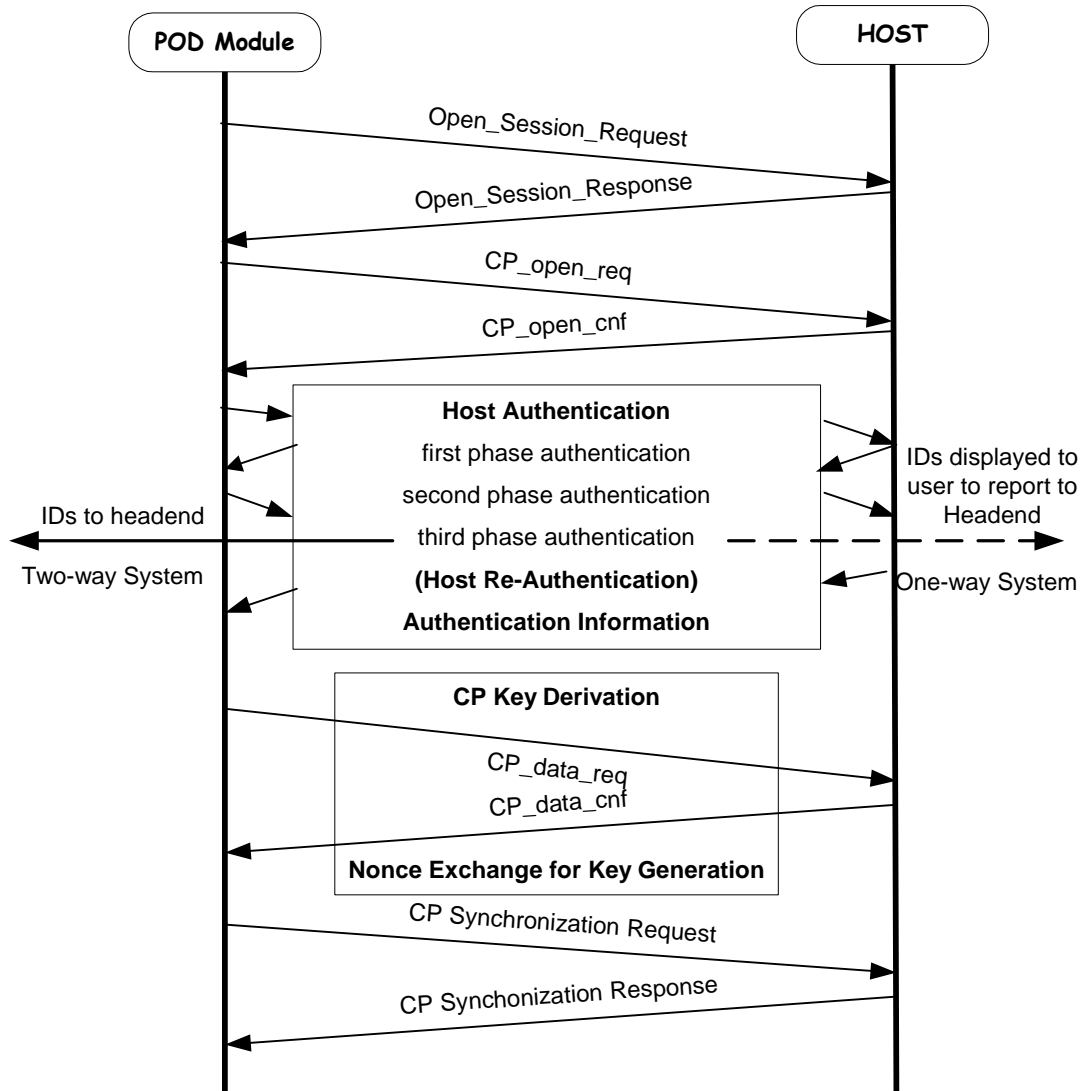 POD Module
HOST
Open_Session_Request
Open_Session_Response
CP_open_req
CP_open_cnf
Host Authentication
first phase authentication
second phase authentication
third phase authentication
(Host Re-Authentication)
Authentication Information
IDs to headend
Two-way System
IDs displayed to
user to report to
Headend
One-way System
CP Key Derivation
CP_data_req
CP_data_cnf
Nonce Exchange for Key Generation
CP Synchronization Request
CP Synchonization Response